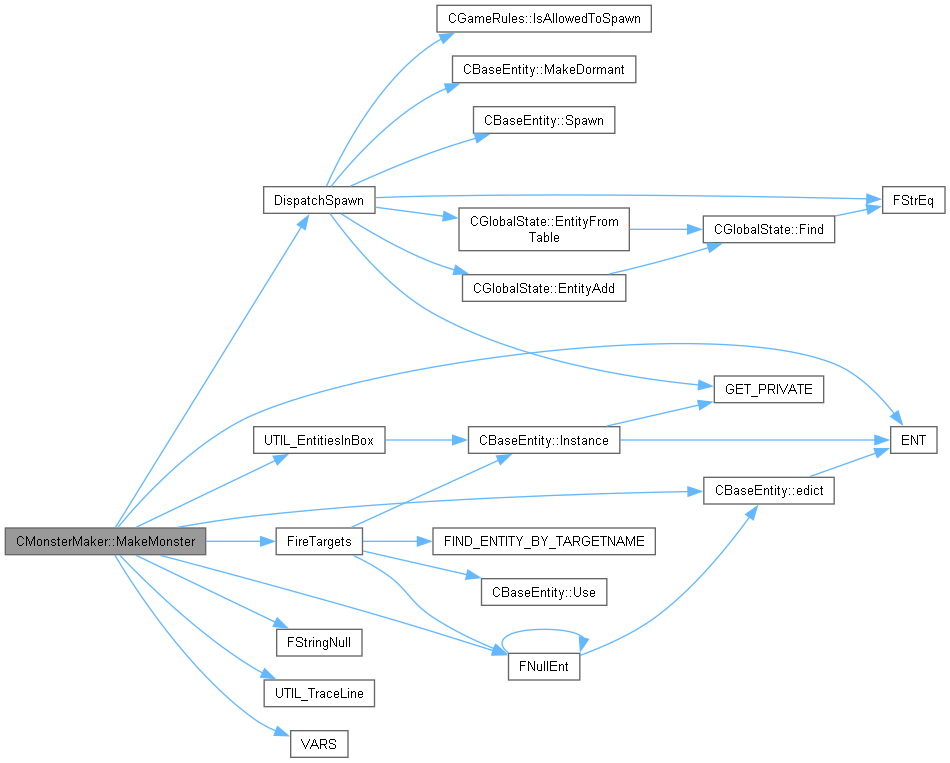 CGameRules::IsAllowedToSpawn
CBaseEntity::MakeDormant
CBaseEntity::Spawn
DispatchSpawn
FStrEq
CGlobalState::EntityFrom
Table
CGlobalState::Find
CGlobalState::EntityAdd
GET_PRIVATE
UTIL_EntitiesInBox
CBaseEntity::Instance
ENT
CBaseEntity::edict
CMonsterMaker::MakeMonster
FireTargets
FIND_ENTITY_BY_TARGETNAME
CBaseEntity::Use
FStringNull
FNullEnt
UTIL_TraceLine
VARS